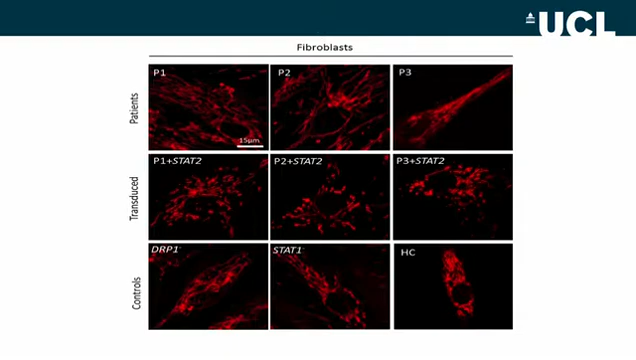 UCL
Fibroblasts
Patients
P1
P2
P3
15µm
Transduced
P1+STAT2
P2+STAT2
P3+STAT2
Controls
DRP1-
STAT1-
HC